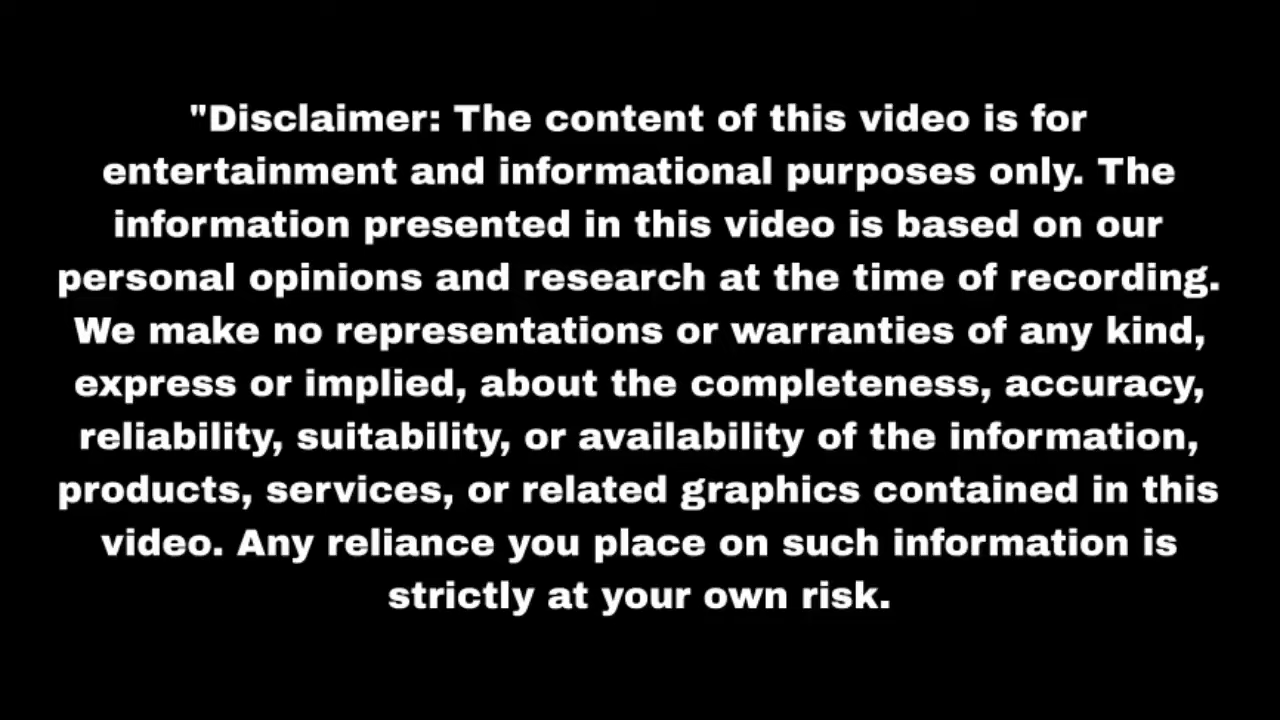 "Disclaimer: The content of this video is for
entertainment and informational purposes only. The
information presented in this video is based on our
personal opinions and research at the time of recording.
We make no representations or warranties of any kind,
express or implied, about the completeness, accuracy,
reliability, suitability, or availability of the information,
products, services, or related graphics contained in this
video. Any reliance you place on such information is
strictly at your own risk.